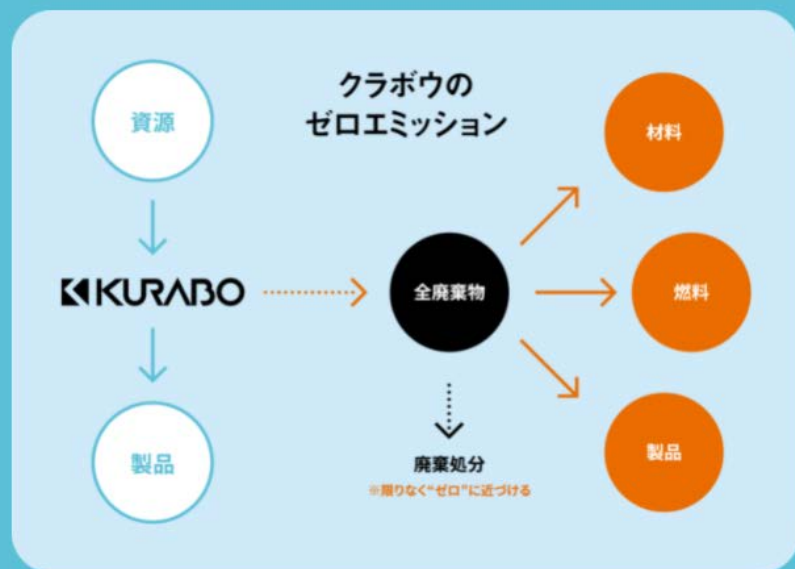 クラボウの
ゼロエミッション
資源
KURABO
製品
全廃棄物
廃棄処分
※限りなく“ゼロ”に近づける
材料
燃料
製品